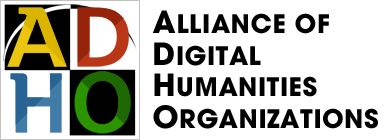 AD
HO
ALLIANCE OF
DIGITAL
HUMANITIES
ORGANIZATIONS